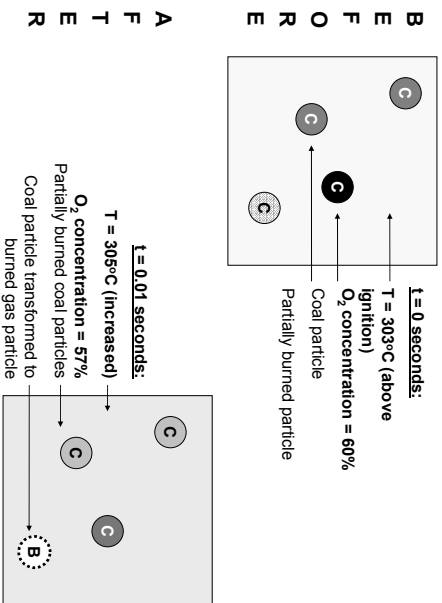 BEFORE
C
C
C
C
t = 0 seconds:
T = 303°C (above
ignition)
O₂ concentration = 60%
Coal particle
Partially burned particle
AFTER
t = 0.01 seconds:
T = 305°C (increased)
O₂ concentration = 57%
Partially burned coal particles
Coal particle transformed to
burned gas particle
C
C
C
B